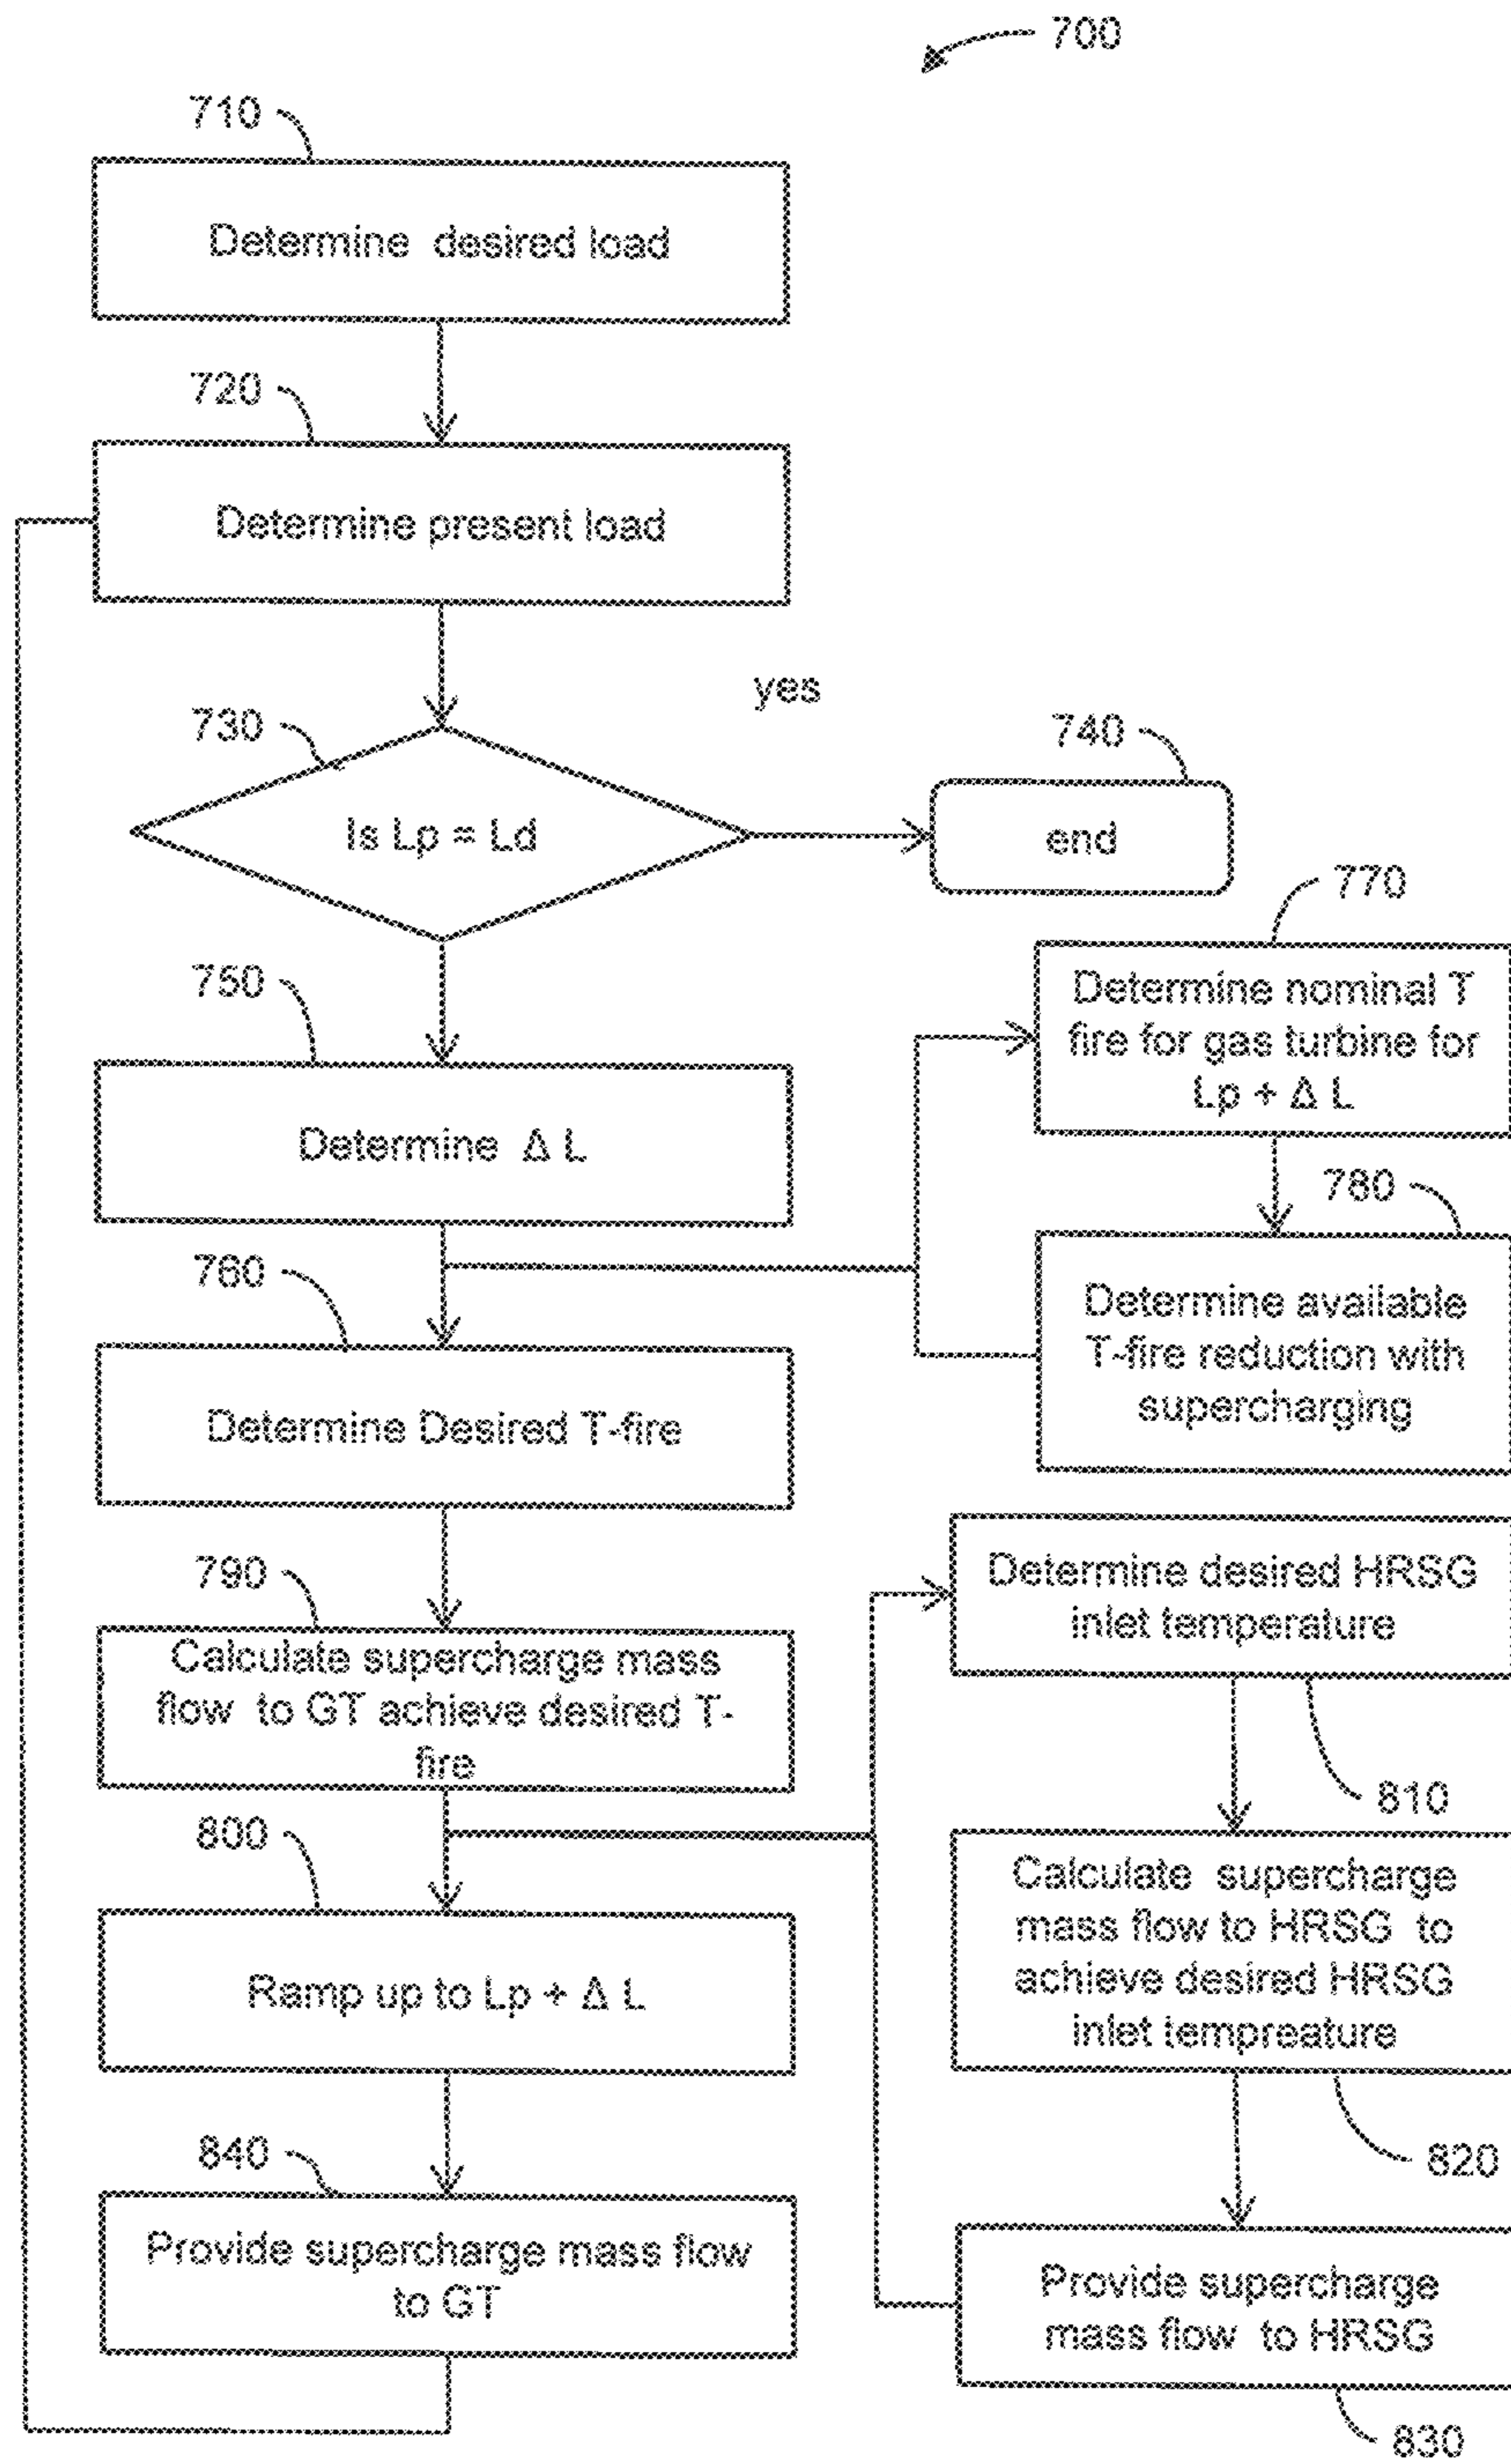 700
710
Determine desired load
720
Determine present load
yes
730
740
Is Lp = Ld
end
770
750
Determine nominal T
fire for gas turbine for
Lp + Δ L
Determine Δ L
780
760
Determine available
T-fire reduction with
supercharging
Determine Desired T-fire
790
Determine desired HRSG
inlet temperature
Calculate supercharge mass
flow to GT achieve desired T-
fire
810
800
Calculate supercharge
mass flow to HRSG to
achieve desired HRSG
inlet tempreature
Ramp up to Lp + Δ L
820
840
Provide supercharge mass flow
to GT
Provide supercharge
mass flow to HRSG
830